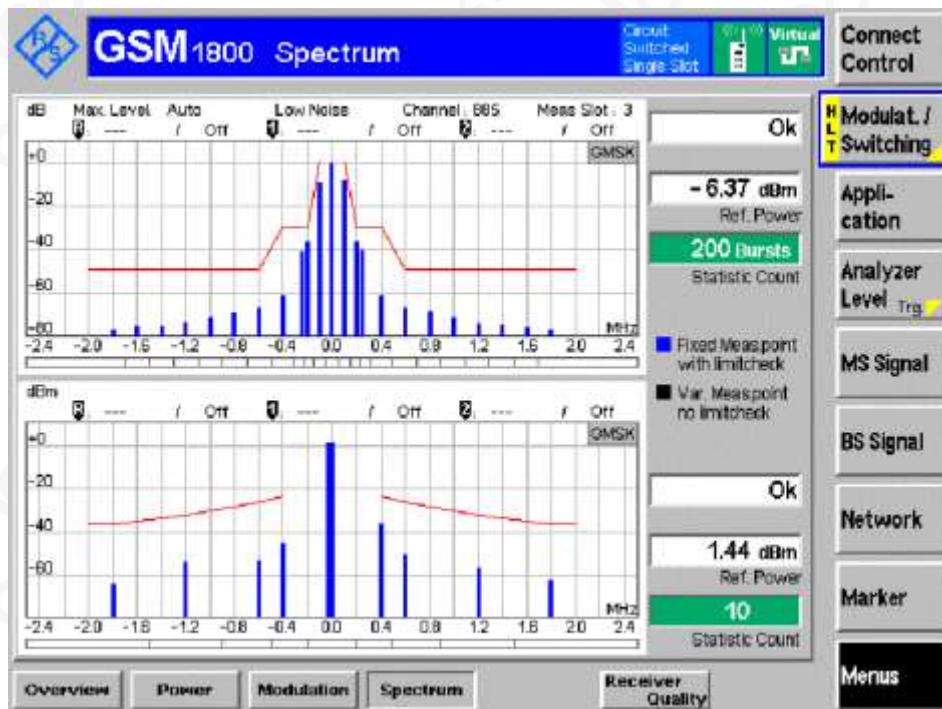 R S
GSM 1800 Spectrum
Circuit Switched Single Slot
Virtual
Connect Control
dB Max. Level Auto Low Noise Channel: 885 Meas Slot: 3
R: --- / Off 1: --- / Off 2: --- / Off
GMSK
+0
-20
-40
-60
-80
MHz
-2.4 -2.0 -1.6 -1.2 -0.8 -0.4 0.0 0.4 0.8 1.2 1.6 2.0 2.4
Ok
- 6.37 dBm
Ref. Power
200 Bursts
Statistic Count
Fixed Meas.point
with limitcheck
Var. Meas.point
no limitcheck
dBm
--- / Off --- / Off 2: --- / Off
GMSK
+0
-20
-40
-60
MHz
-2.4 -2.0 -1.6 -1.2 -0.8 -0.4 0.0 0.4 0.8 1.2 1.6 2.0 2.4
Ok
1.44 dBm
Ref. Power
10
Statistic Count
HLT
Modulat. /
Switching
Appli-
cation
Analyzer
Level Trg.
MS Signal
BS Signal
Network
Marker
Menus
Overview Power Modulation Spectrum Receiver Quality